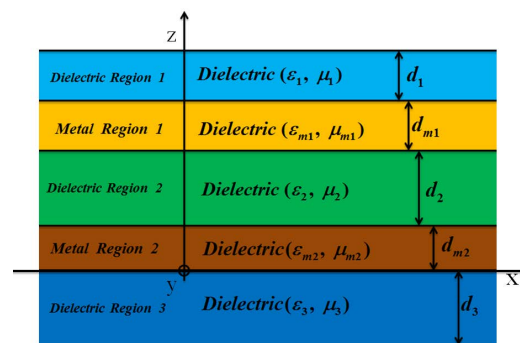 z
Dielectric Region 1 Dielectric(ε₁, μ₁) d₁
Metal Region 1 Dielectric(εₘ₁, μₘ₁) dₘ₁
Dielectric Region 2 Dielectric(ε₂, μ₂) d₂
Metal Region 2 Dielectric(εₘ₂, μₘ₂) dₘ₂
y x
Dielectric Region 3 Dielectric(ε₃, μ₃) d₃